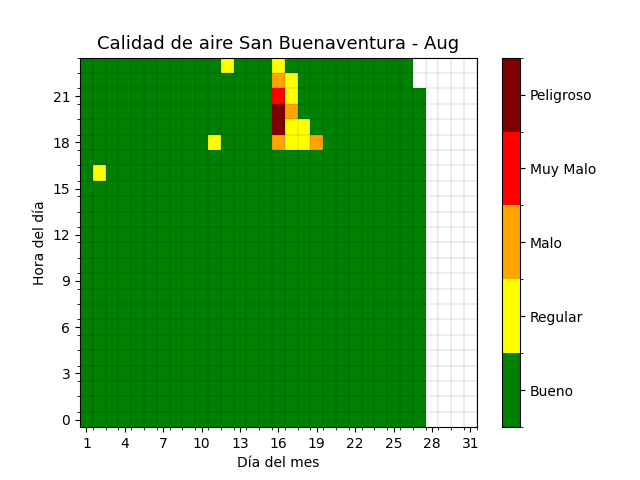 Calidad de aire San Buenaventura - Aug
Hora del día
21
18
15
12
9
6
3
0
1 4 7 10 13 16 19 22 25 28 31
Día del mes
Peligroso
Muy Malo
Malo
Regular
Bueno